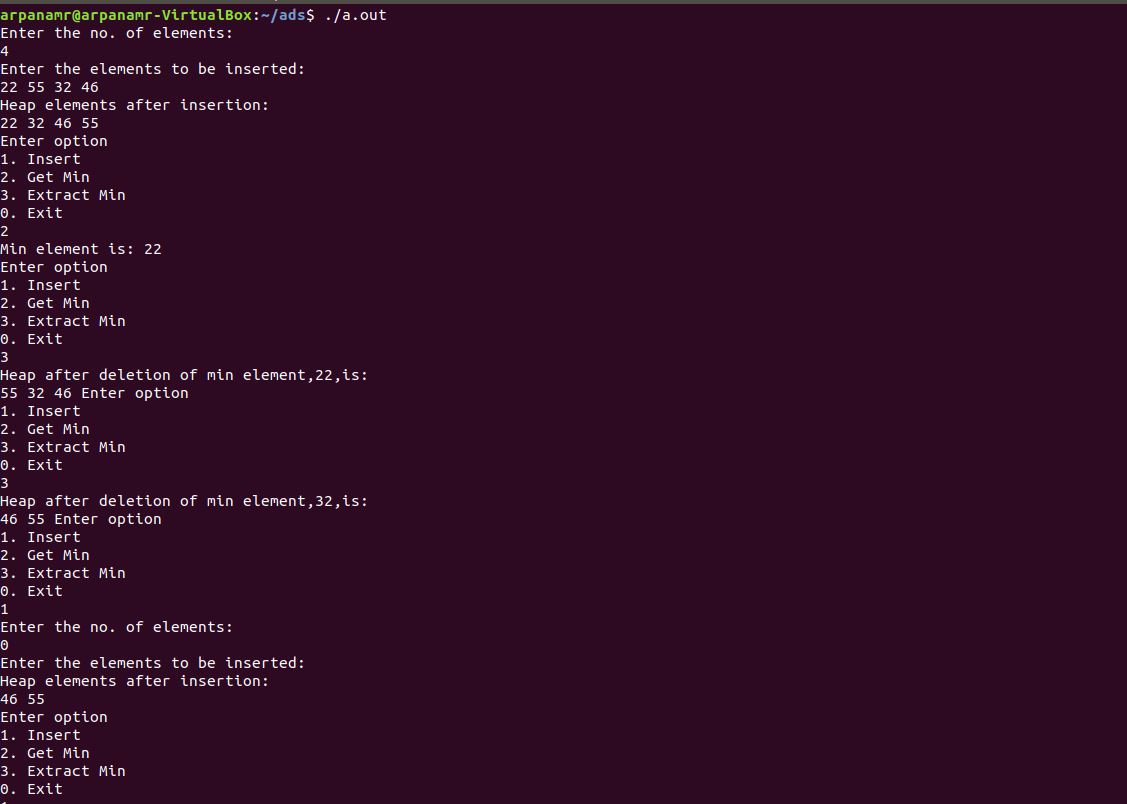 arpanamr@arpanamr-VirtualBox:~/ads$ ./a.out
Enter the no. of elements:
4
Enter the elements to be inserted:
22 55 32 46
Heap elements after insertion:
22 32 46 55
Enter option
1. Insert
2. Get Min
3. Extract Min
0. Exit
2
Min element is: 22
Enter option
1. Insert
2. Get Min
3. Extract Min
0. Exit
3
Heap after deletion of min element,22,is:
55 32 46 Enter option
1. Insert
2. Get Min
3. Extract Min
0. Exit
3
Heap after deletion of min element,32,is:
46 55 Enter option
1. Insert
2. Get Min
3. Extract Min
0. Exit
1
Enter the no. of elements:
0
Enter the elements to be inserted:
Heap elements after insertion:
46 55
Enter option
1. Insert
2. Get Min
3. Extract Min
0. Exit